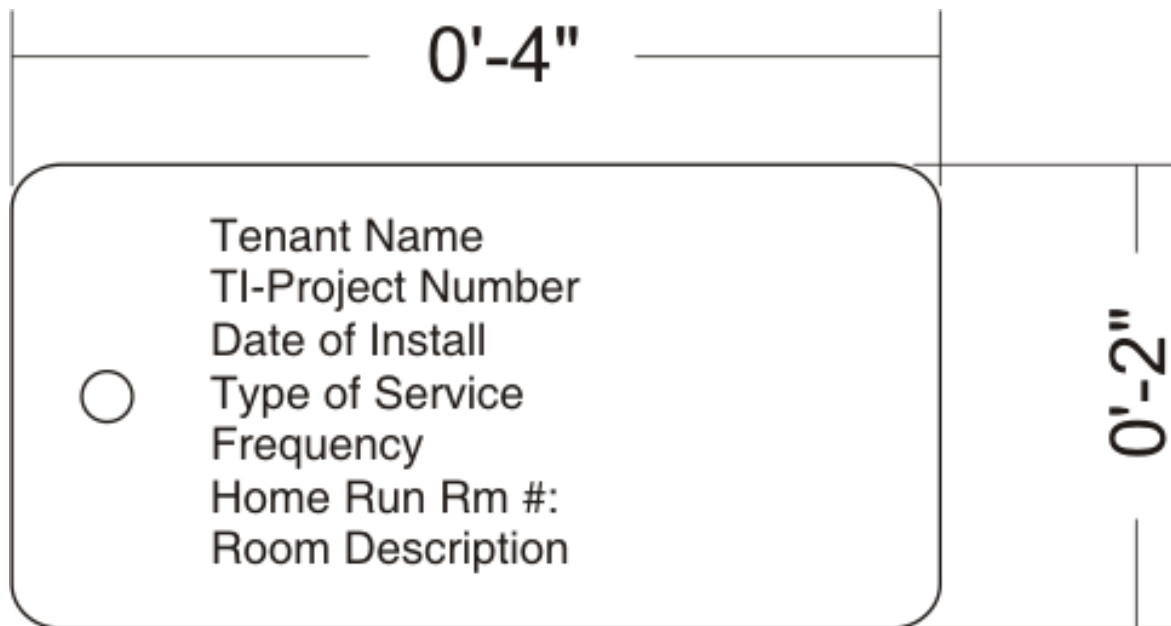 0'-4"
Tenant Name
TI-Project Number
Date of Install
Type of Service
Frequency
Home Run Rm #:
Room Description
0'-2"